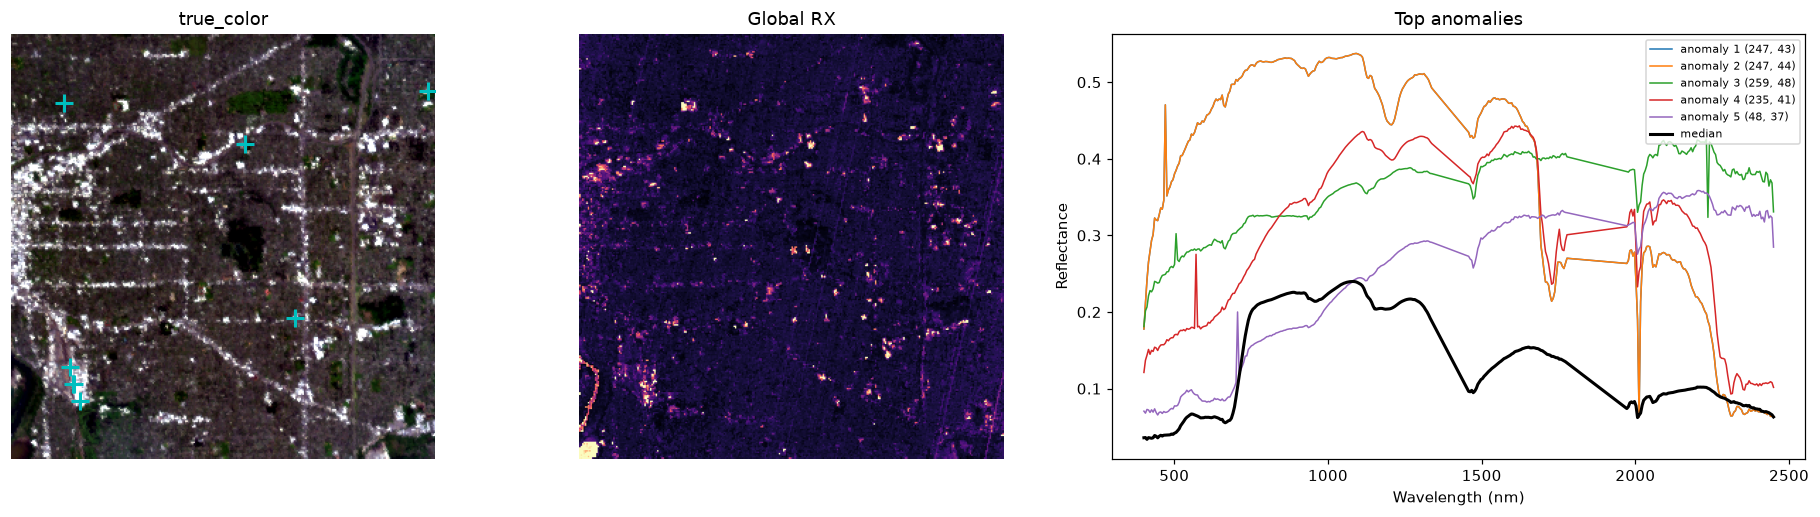 true_color
Global RX
Top anomalies
anomaly 1 (247, 43)
anomaly 2 (247, 44)
anomaly 3 (259, 48)
anomaly 4 (235, 41)
anomaly 5 (48, 37)
median
Reflectance
0.5
0.4
0.3
0.2
0.1
500
1000
1500
2000
2500
Wavelength (nm)